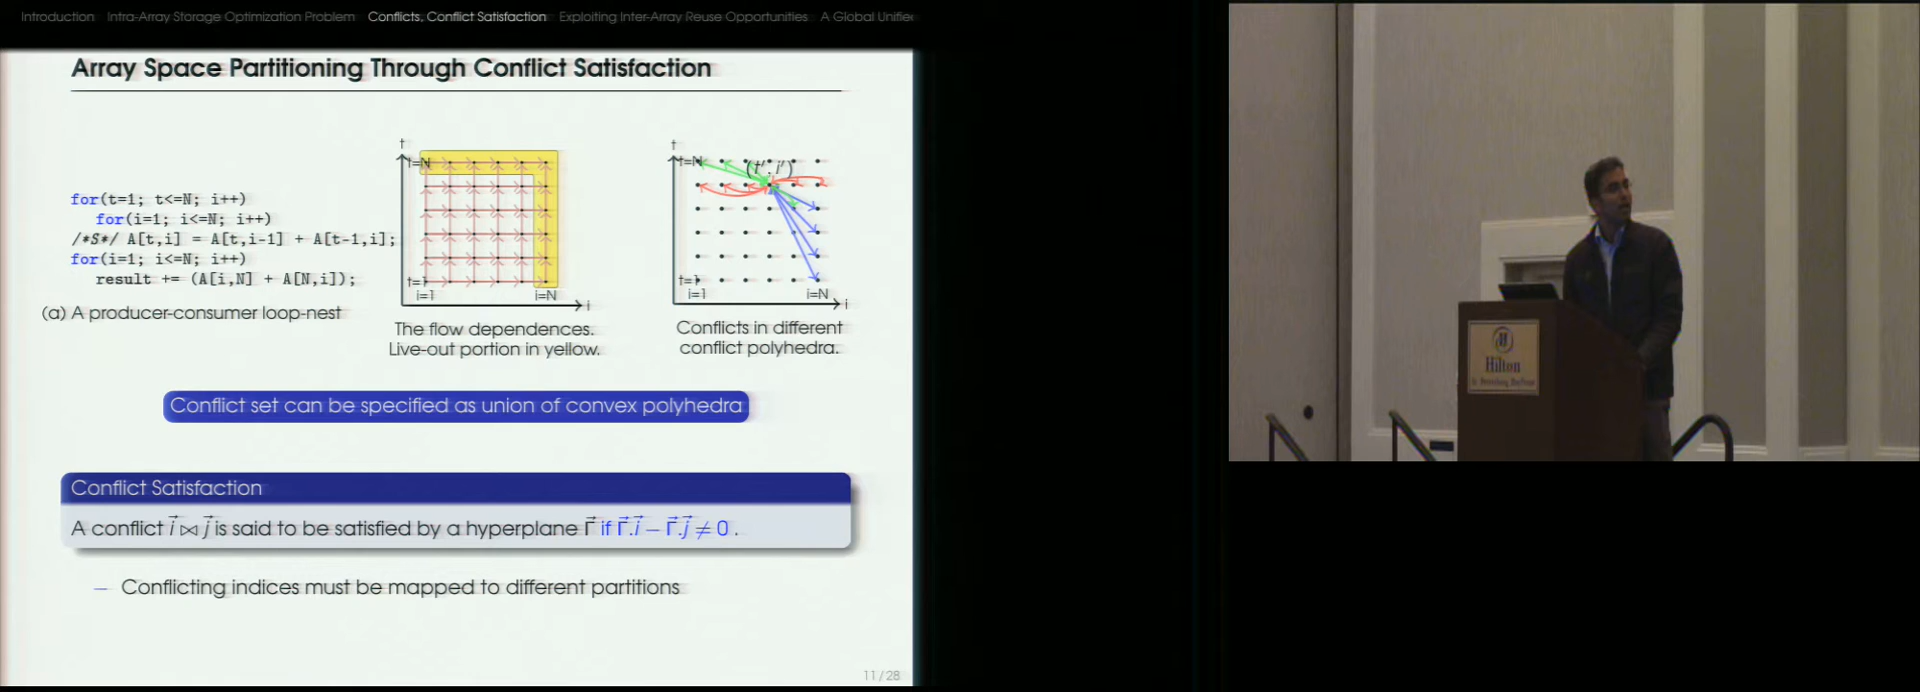 Introduction Intra-Array Storage Optimization Problem Conflicts, Conflict Satisfaction Exploiting Inter-Array Reuse Opportunities A Global Unifie
Array Space Partitioning Through Conflict Satisfaction
for(t=1; t<=N; i++)
for(i=1; i<=N; i++)
/*S*/ A[t,i] = A[t,i-1] + A[t-1,i];
for(i=1; i<=N; i++)
result += (A[i,N] + A[N,i]);
(a) A producer-consumer loop-nest
t
t=N
t=1
i=1
i=N
i
The flow dependences.
Live-out portion in yellow.
t
t=N
(t′, i′)
t=1
i=1
i=N
i
Conflicts in different
conflict polyhedra.
Conflict set can be specified as union of convex polyhedra
Conflict Satisfaction
A conflict i⃗ ⋈ j⃗ is said to be satisfied by a hyperplane Γ⃗ if Γ⃗.i⃗ − Γ⃗.j⃗ ≠ 0 .
– Conflicting indices must be mapped to different partitions
11/28
Hilton